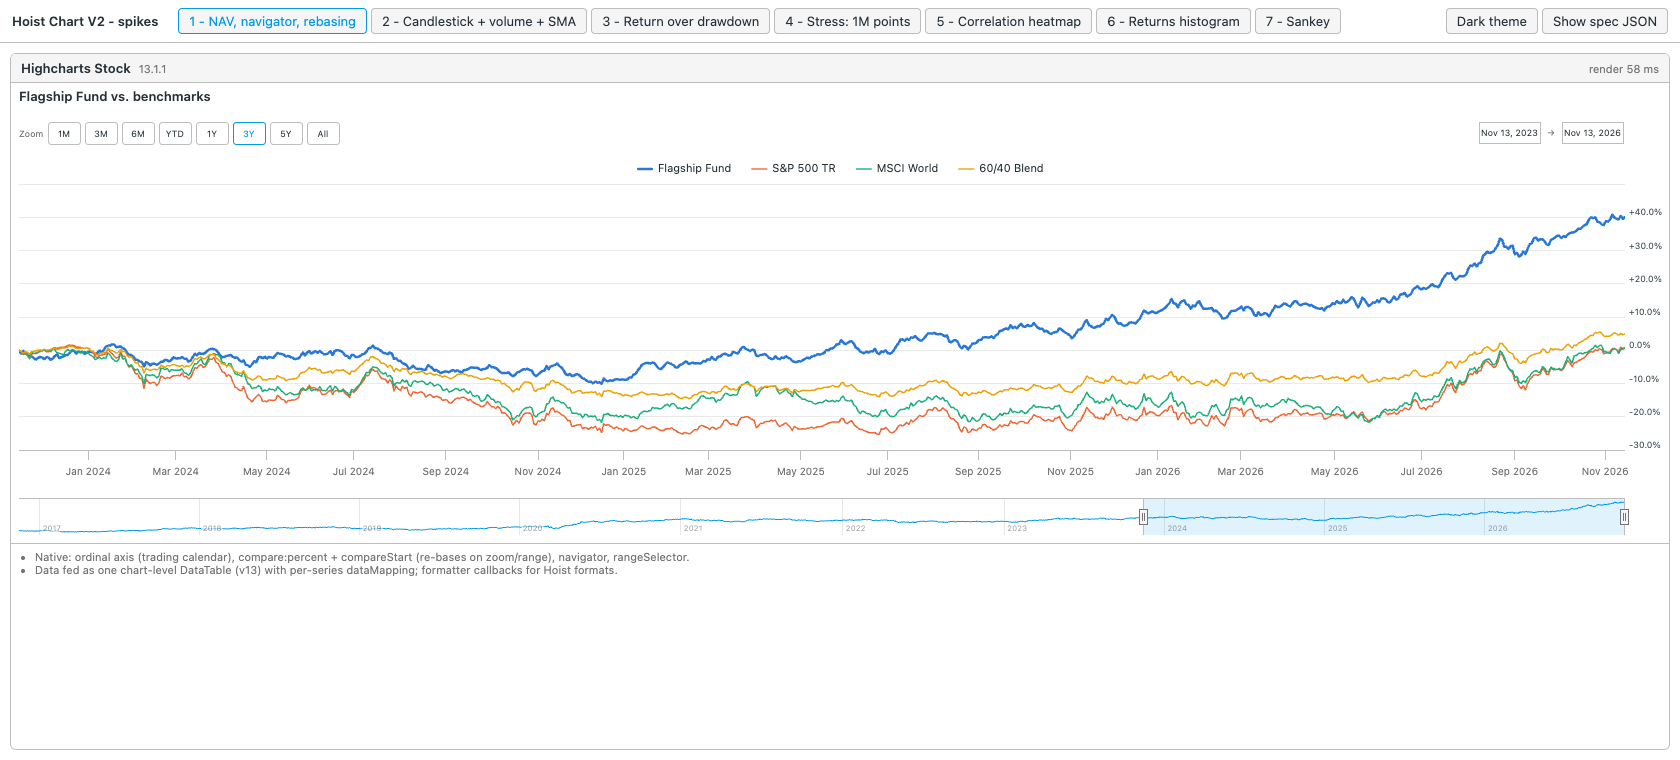 Hoist Chart V2 - spikes 1 - NAV, navigator, rebasing 2 - Candlestick + volume + SMA 3 - Return over drawdown 4 - Stress: 1M points 5 - Correlation heatmap 6 - Returns histogram 7 - Sankey Dark theme Show spec JSON
Highcharts Stock 13.1.1 render 58 ms
Flagship Fund vs. benchmarks
Zoom 1M 3M 6M YTD 1Y 3Y 5Y All Nov 13, 2023 → Nov 13, 2026
Flagship Fund S&P 500 TR MSCI World 60/40 Blend
+40.0%
+30.0%
+20.0%
+10.0%
0.0%
-10.0%
-20.0%
-30.0%
Jan 2024 Mar 2024 May 2024 Jul 2024 Sep 2024 Nov 2024 Jan 2025 Mar 2025 May 2025 Jul 2025 Sep 2025 Nov 2025 Jan 2026 Mar 2026 May 2026 Jul 2026 Sep 2026 Nov 2026
2017 2018 2019 2020 2021 2022 2023 2024 2025 2026
• Native: ordinal axis (trading calendar), compare:percent + compareStart (re-bases on zoom/range), navigator, rangeSelector.
• Data fed as one chart-level DataTable (v13) with per-series dataMapping; formatter callbacks for Hoist formats.